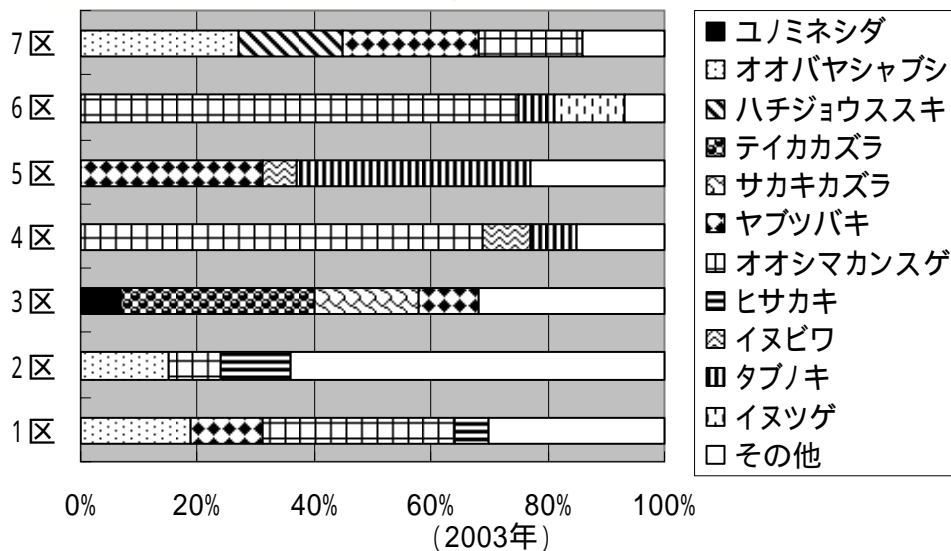 7区
6区
5区
4区
3区
2区
1区
0% 20% 40% 60% 80% 100%
(2003年)
ユノミネシダ
オオバヤシャブシ
ハチジョウススキ
テイカカズラ
サカキカズラ
ヤブツバキ
オオシマカンスゲ
ヒサカキ
イヌビワ
タブノキ
イヌツゲ
その他